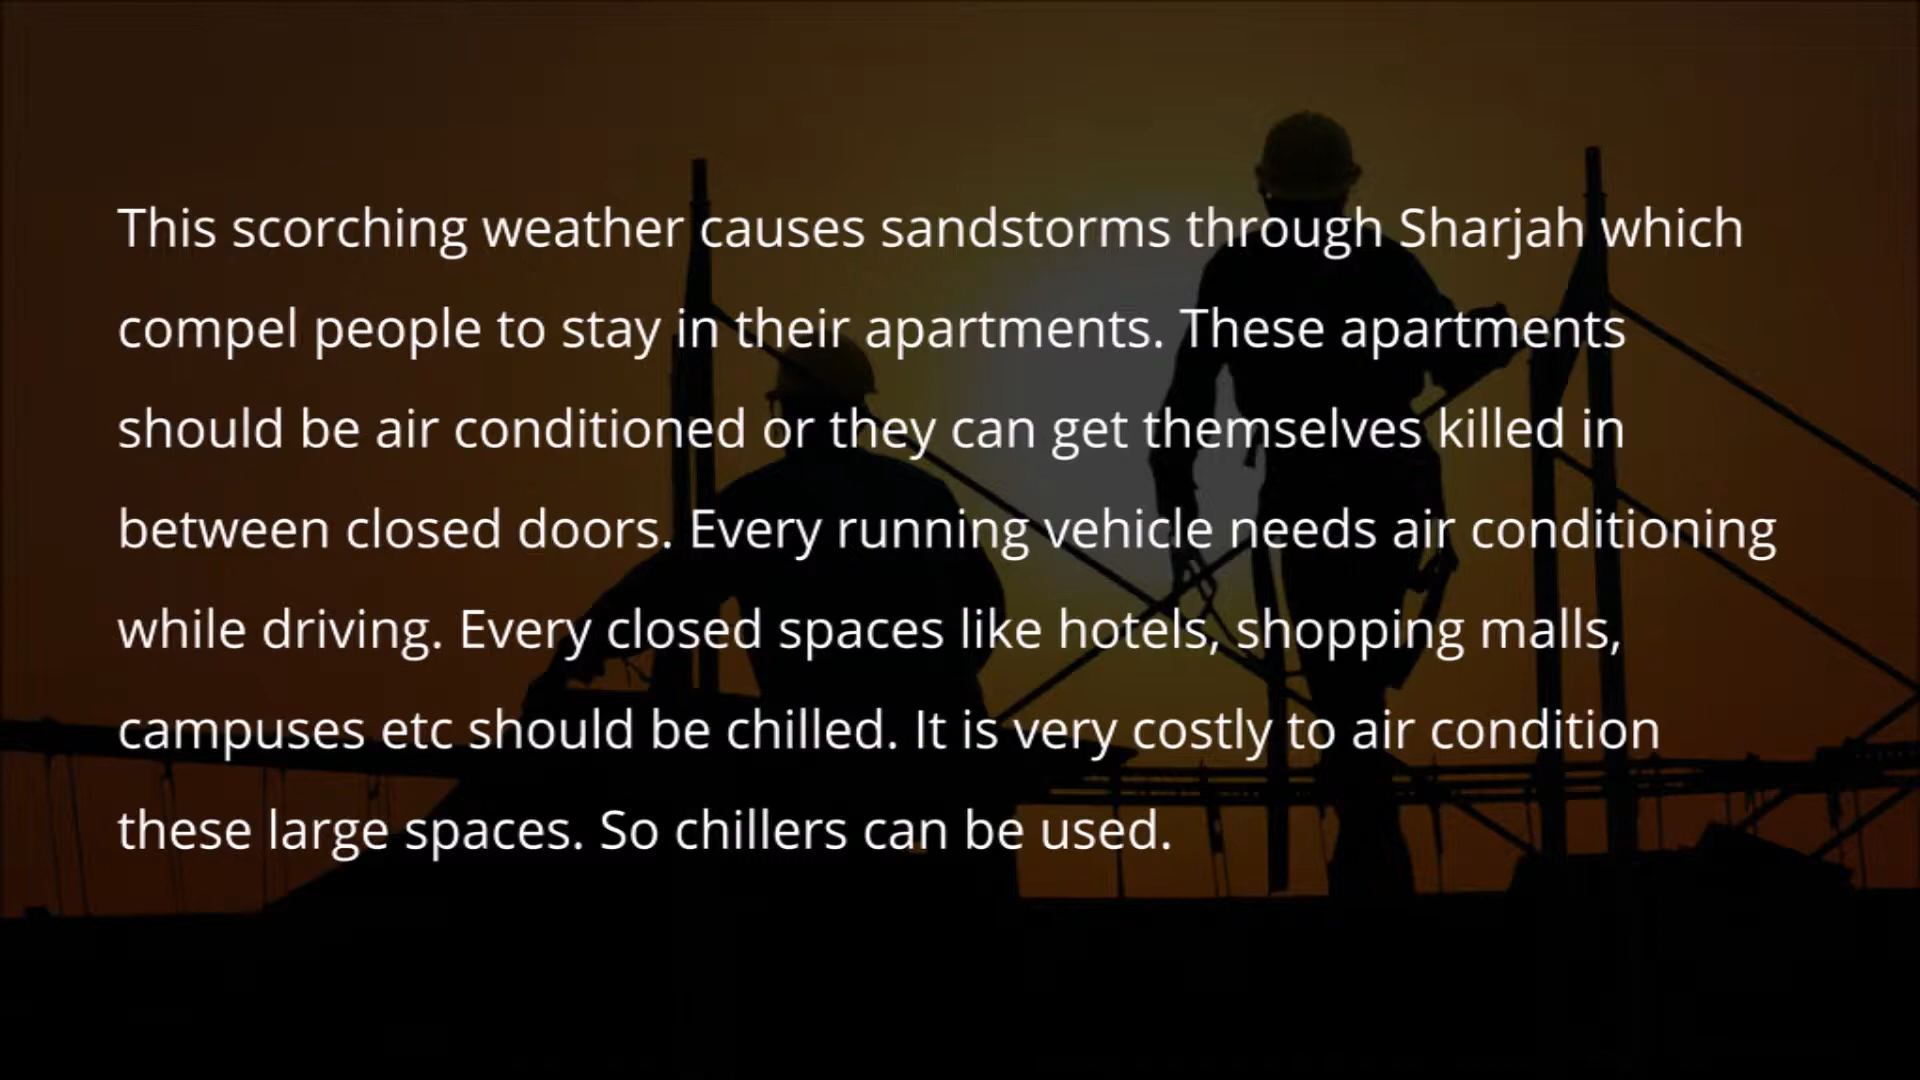 This scorching weather causes sandstorms through Sharjah which
compel people to stay in their apartments. These apartments
should be air conditioned or they can get themselves killed in
between closed doors. Every running vehicle needs air conditioning
while driving. Every closed spaces like hotels, shopping malls,
campuses etc should be chilled. It is very costly to air condition
these large spaces. So chillers can be used.